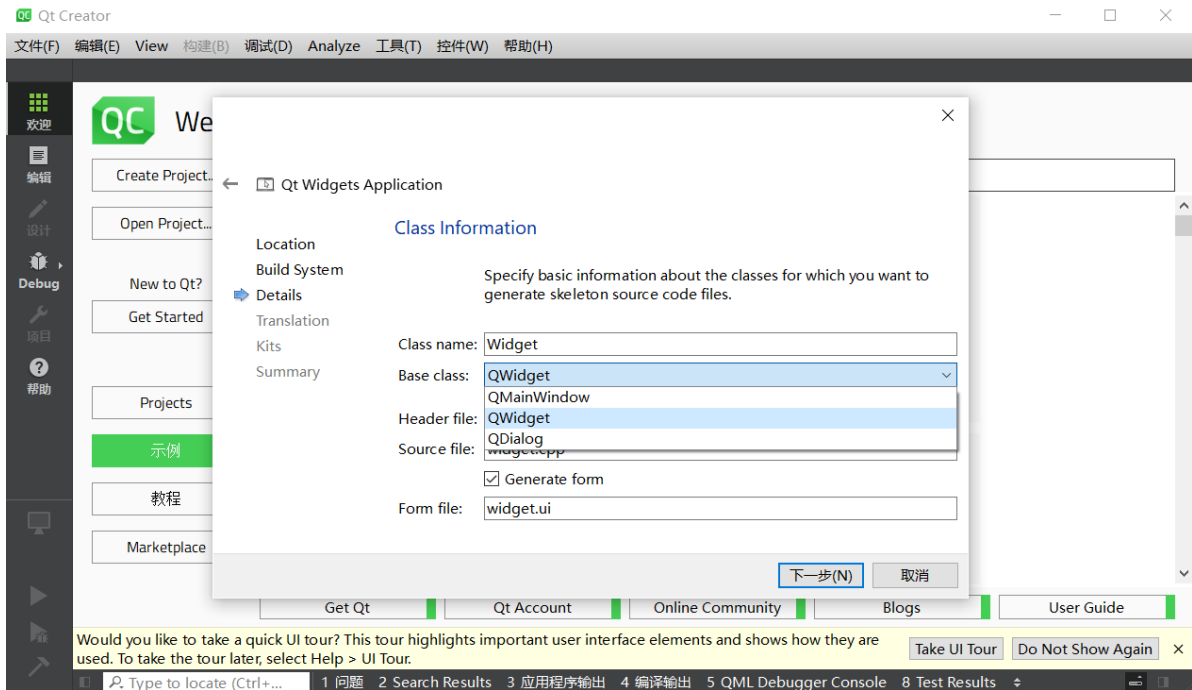 Qt Creator
文件(F) 编辑(E) View 构建(B) 调试(D) Analyze 工具(T) 控件(W) 帮助(H)
欢迎
编辑
设计
Debug
项目
帮助
QC We
Create Project...
Open Project...
New to Qt?
Get Started
Projects
示例
教程
Marketplace
Qt Widgets Application
Location
Build System
Details
Translation
Kits
Summary
Class Information
Specify basic information about the classes for which you want to
generate skeleton source code files.
Class name: Widget
Base class: QWidget
QMainWindow
QWidget
QDialog
Header file:
Source file: widget.cpp
Generate form
Form file: widget.ui
下一步(N) 取消
Get Qt Qt Account Online Community Blogs User Guide
Would you like to take a quick UI tour? This tour highlights important user interface elements and shows how they are
used. To take the tour later, select Help > UI Tour.
Take UI Tour Do Not Show Again
Type to locate (Ctrl+... 1 问题 2 Search Results 3 应用程序输出 4 编译输出 5 QML Debugger Console 8 Test Results